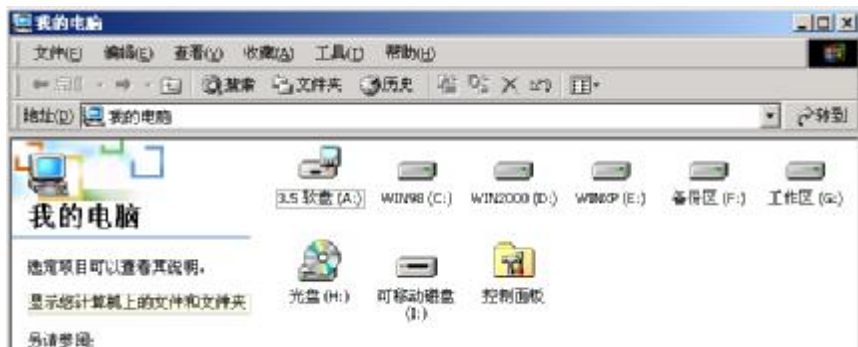 我的电脑
文件(F) 编辑(E) 查看(V) 收藏(A) 工具(T) 帮助(H)
搜索 文件夹 历史
地址(D) 我的电脑 转到
3.5 软盘 (A:) WIN98 (C:) WIN2000 (D:) WINXP (E:) 备份区 (F:) 工作区 (G:)
我的电脑
光盘 (H:) 可移动磁盘 (I:) 控制面板
选定项目可以查看其说明。
显示您计算机上的文件和文件夹
另请参阅: